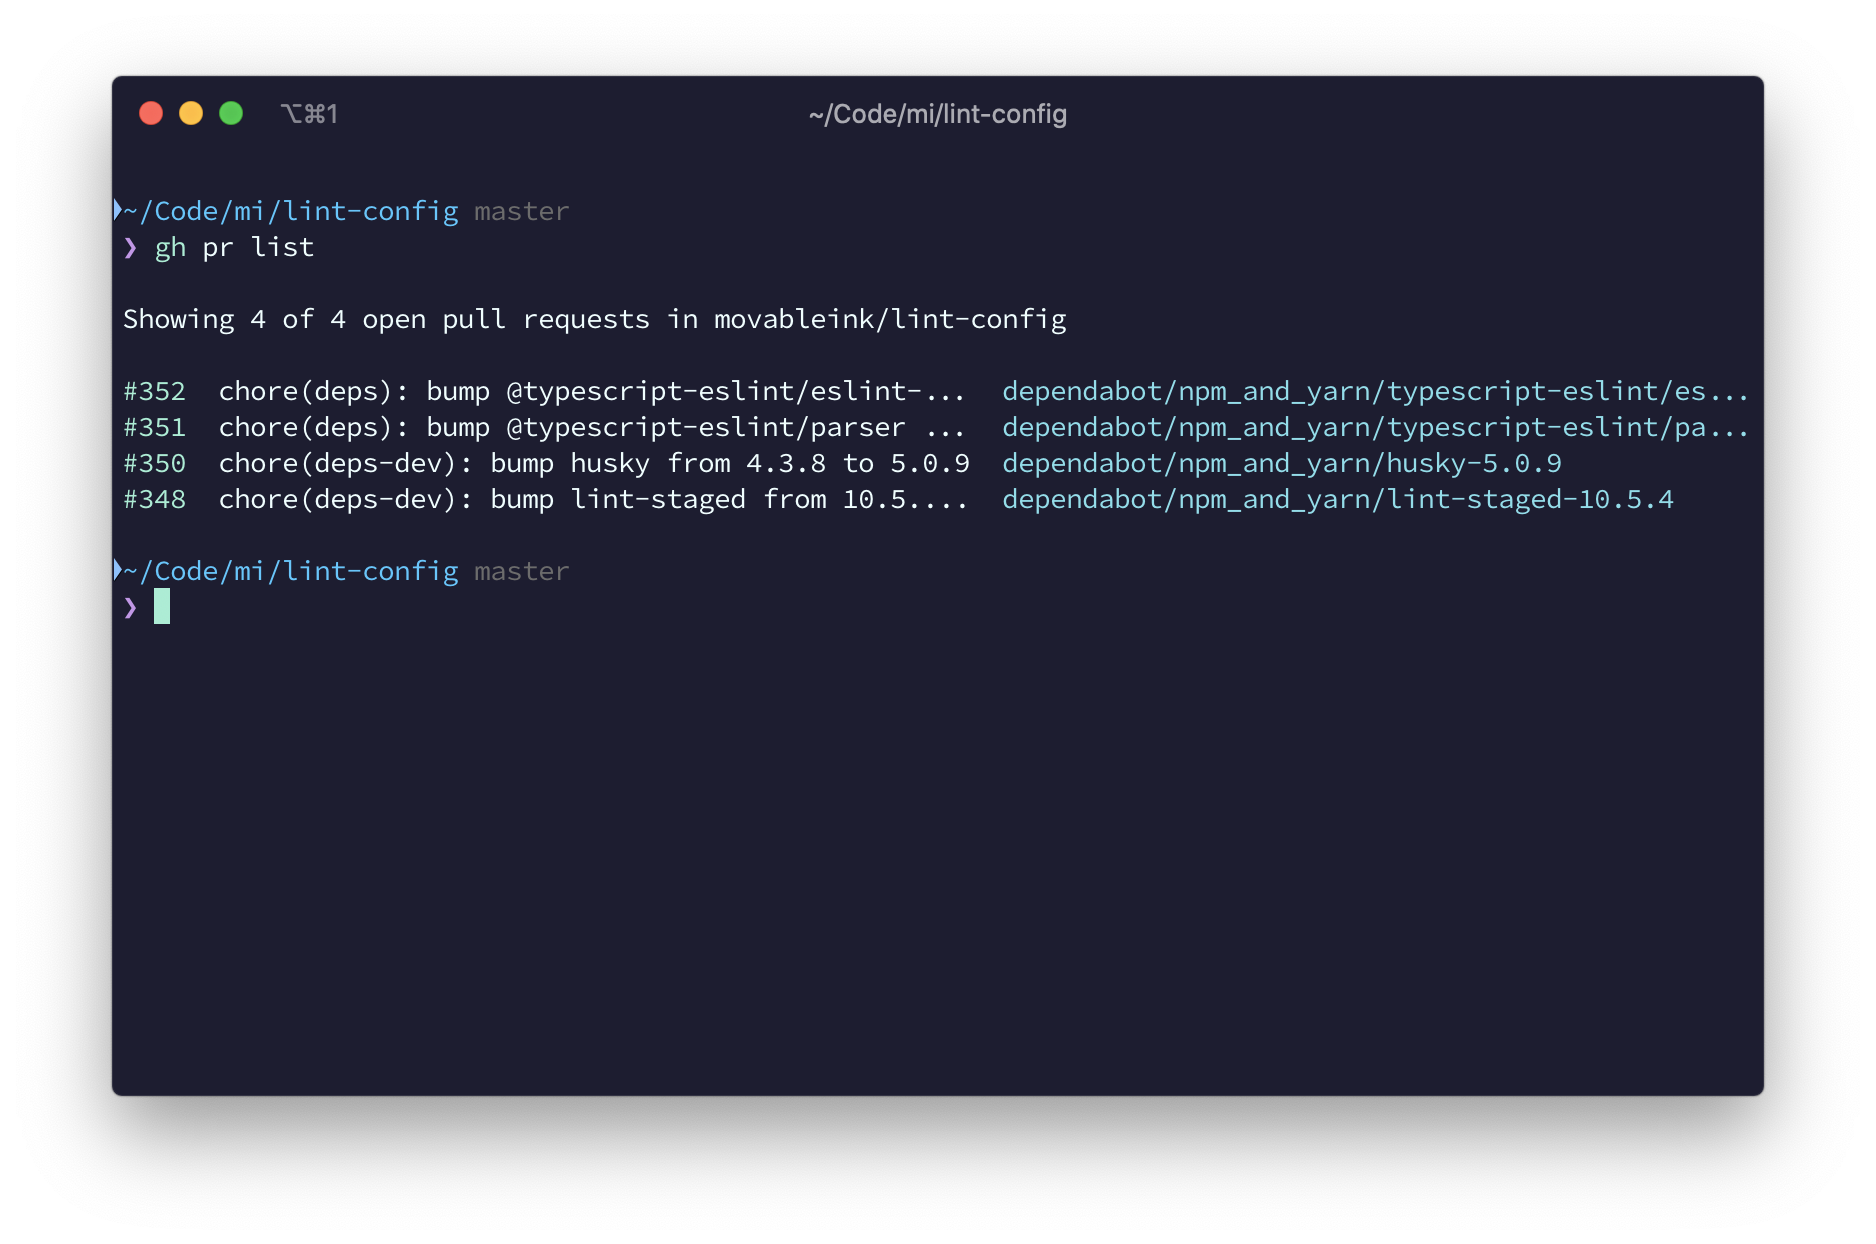 ⌥⌘1 ~/Code/mi/lint-config
~/Code/mi/lint-config master
❯ gh pr list
Showing 4 of 4 open pull requests in movableink/lint-config
#352  chore(deps): bump @typescript-eslint/eslint-...  dependabot/npm_and_yarn/typescript-eslint/es...
#351  chore(deps): bump @typescript-eslint/parser ...  dependabot/npm_and_yarn/typescript-eslint/pa...
#350  chore(deps-dev): bump husky from 4.3.8 to 5.0.9  dependabot/npm_and_yarn/husky-5.0.9
#348  chore(deps-dev): bump lint-staged from 10.5....  dependabot/npm_and_yarn/lint-staged-10.5.4
~/Code/mi/lint-config master
❯